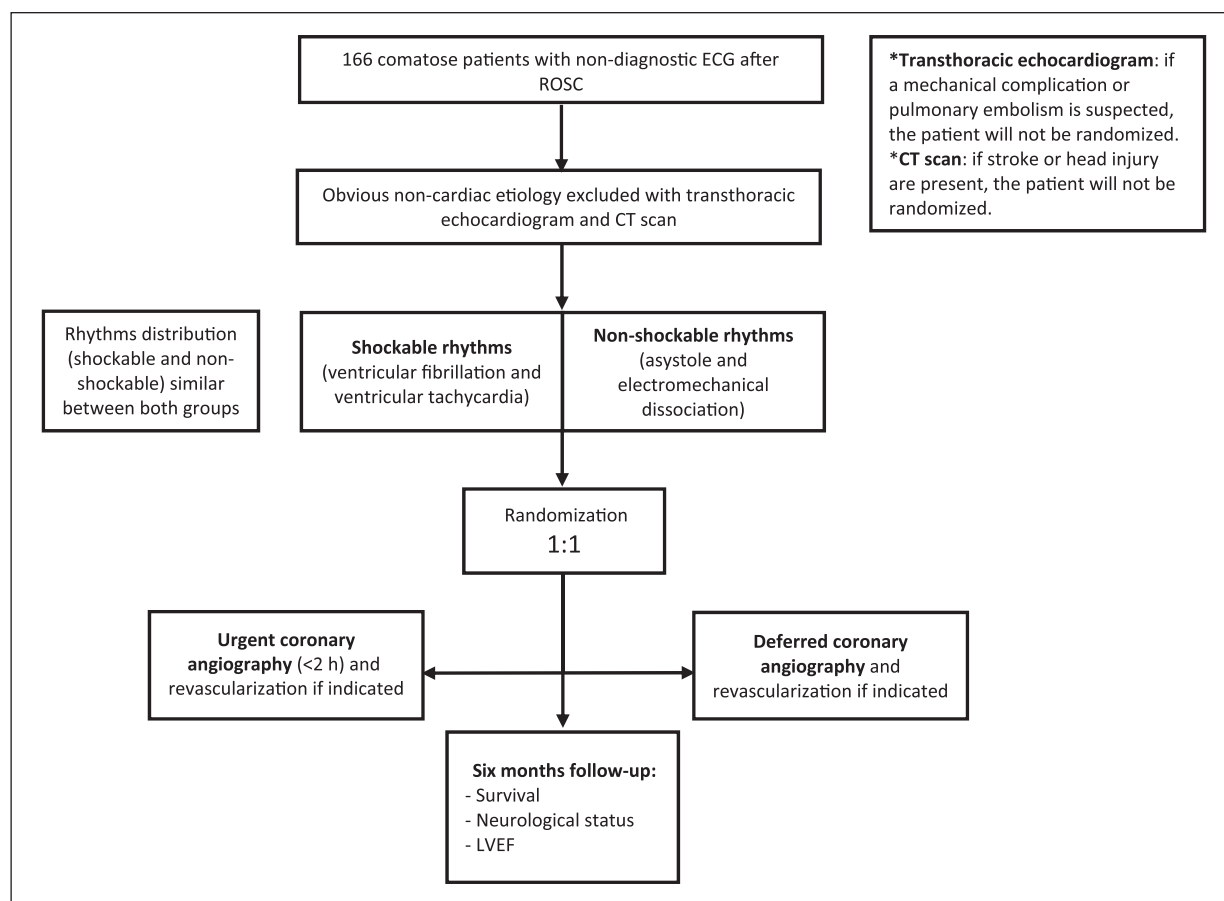 166 comatose patients with non-diagnostic ECG after
ROSC
*Transthoracic echocardiogram: if
a mechanical complication or
pulmonary embolism is suspected,
the patient will not be randomized.
*CT scan: if stroke or head injury
are present, the patient will not be
randomized.
Obvious non-cardiac etiology excluded with transthoracic
echocardiogram and CT scan
Rhythms distribution
(shockable and non-
shockable) similar
between both groups
Shockable rhythms
(ventricular fibrillation and
ventricular tachycardia)
Non-shockable rhythms
(asystole and
electromechanical
dissociation)
Randomization
1:1
Urgent coronary
angiography (<2 h) and
revascularization if indicated
Deferred coronary
angiography and
revascularization if indicated
Six months follow-up:
- Survival
- Neurological status
- LVEF